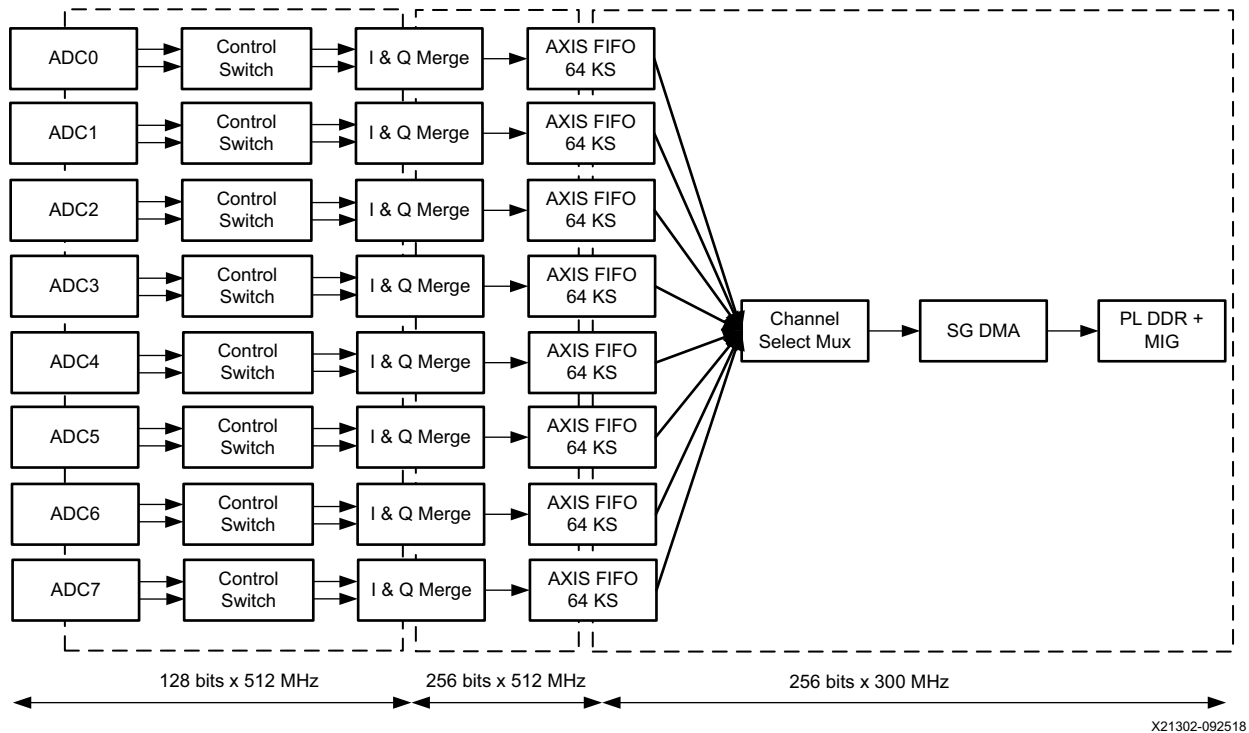 ADC0
Control
Switch
I & Q Merge
AXIS FIFO
64 KS
ADC1
Control
Switch
I & Q Merge
AXIS FIFO
64 KS
ADC2
Control
Switch
I & Q Merge
AXIS FIFO
64 KS
ADC3
Control
Switch
I & Q Merge
AXIS FIFO
64 KS
Channel
Select Mux
SG DMA
PL DDR +
MIG
ADC4
Control
Switch
I & Q Merge
AXIS FIFO
64 KS
ADC5
Control
Switch
I & Q Merge
AXIS FIFO
64 KS
ADC6
Control
Switch
I & Q Merge
AXIS FIFO
64 KS
ADC7
Control
Switch
I & Q Merge
AXIS FIFO
64 KS
128 bits x 512 MHz
256 bits x 512 MHz
256 bits x 300 MHz
X21302-092518